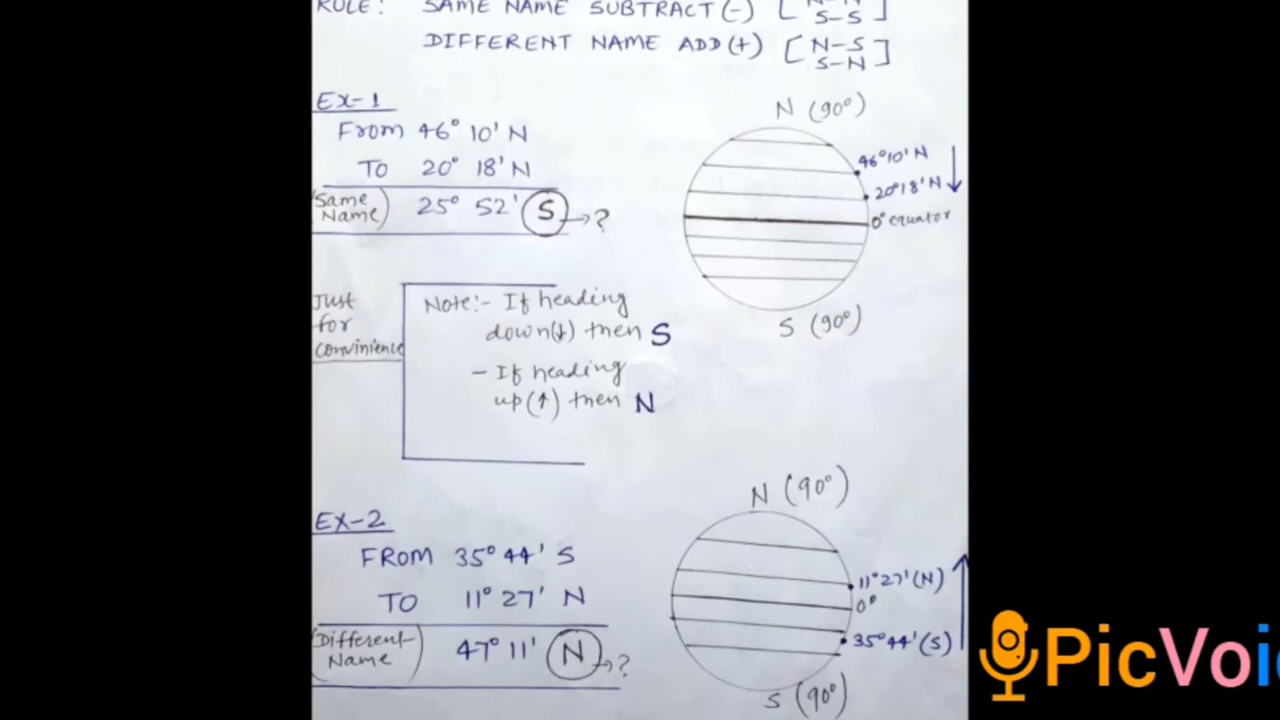 RULE: SAME NAME SUBTRACT (-) [ N-N
S-S ]
DIFFERENT NAME ADD (+) [ N-S
S-N ]
EX-1
From 46° 10' N
TO 20° 18' N
(Same Name) 25° 52' S → ?
N (90°)
46°10'N
20°18'N
0° equator
S (90°)
Just
for
convinience
Note:- If heading
down(↓) then S
- If heading
up(↑) then N
EX-2
FROM 35° 44' S
TO 11° 27' N
(Different Name) 47° 11' N → ?
N (90°)
11°27'(N)
0°
35°44'(S)
S (90°)
PicVoi